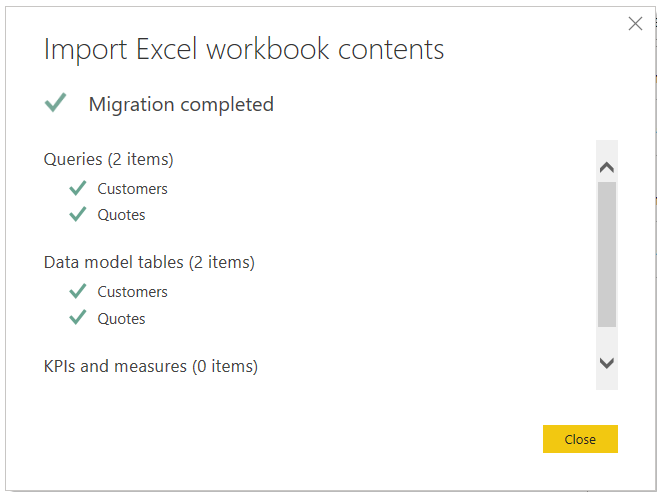 Import Excel workbook contents
Migration completed
Queries (2 items)
Customers
Quotes
Data model tables (2 items)
Customers
Quotes
KPIs and measures (0 items)
Close